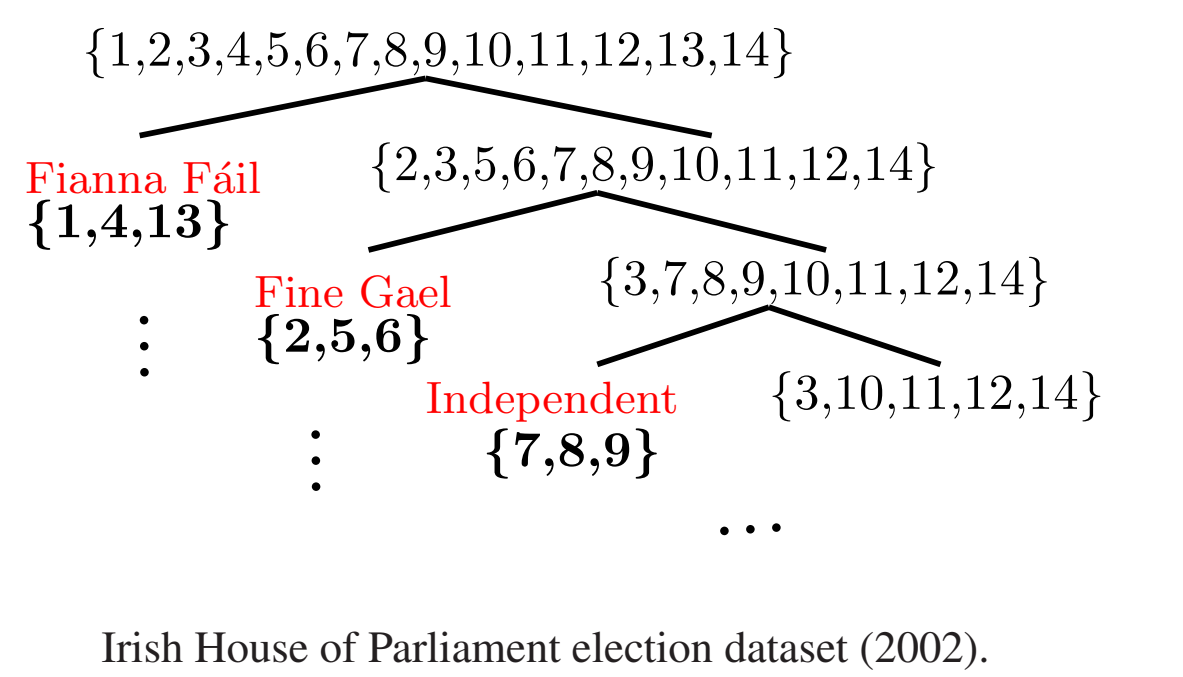 {1,2,3,4,5,6,7,8,9,10,11,12,13,14}
Fianna Fáil
{1,4,13}
{2,3,5,6,7,8,9,10,11,12,14}
Fine Gael
{2,5,6}
{3,7,8,9,10,11,12,14}
Independent
{7,8,9}
{3,10,11,12,14}
Irish House of Parliament election dataset (2002).